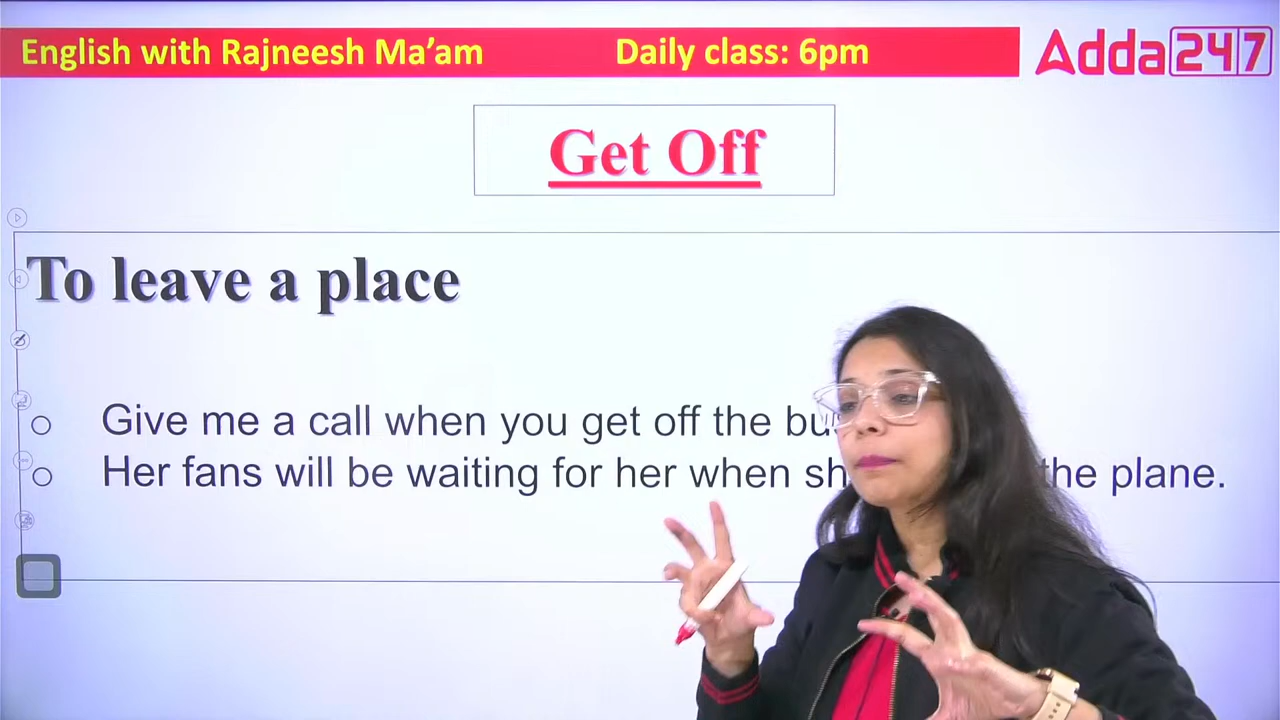 English with Rajneesh Ma’am Daily class: 6pm Adda247
Get Off
To leave a place
Give me a call when you get off the
Her fans will be waiting for her when the plane.